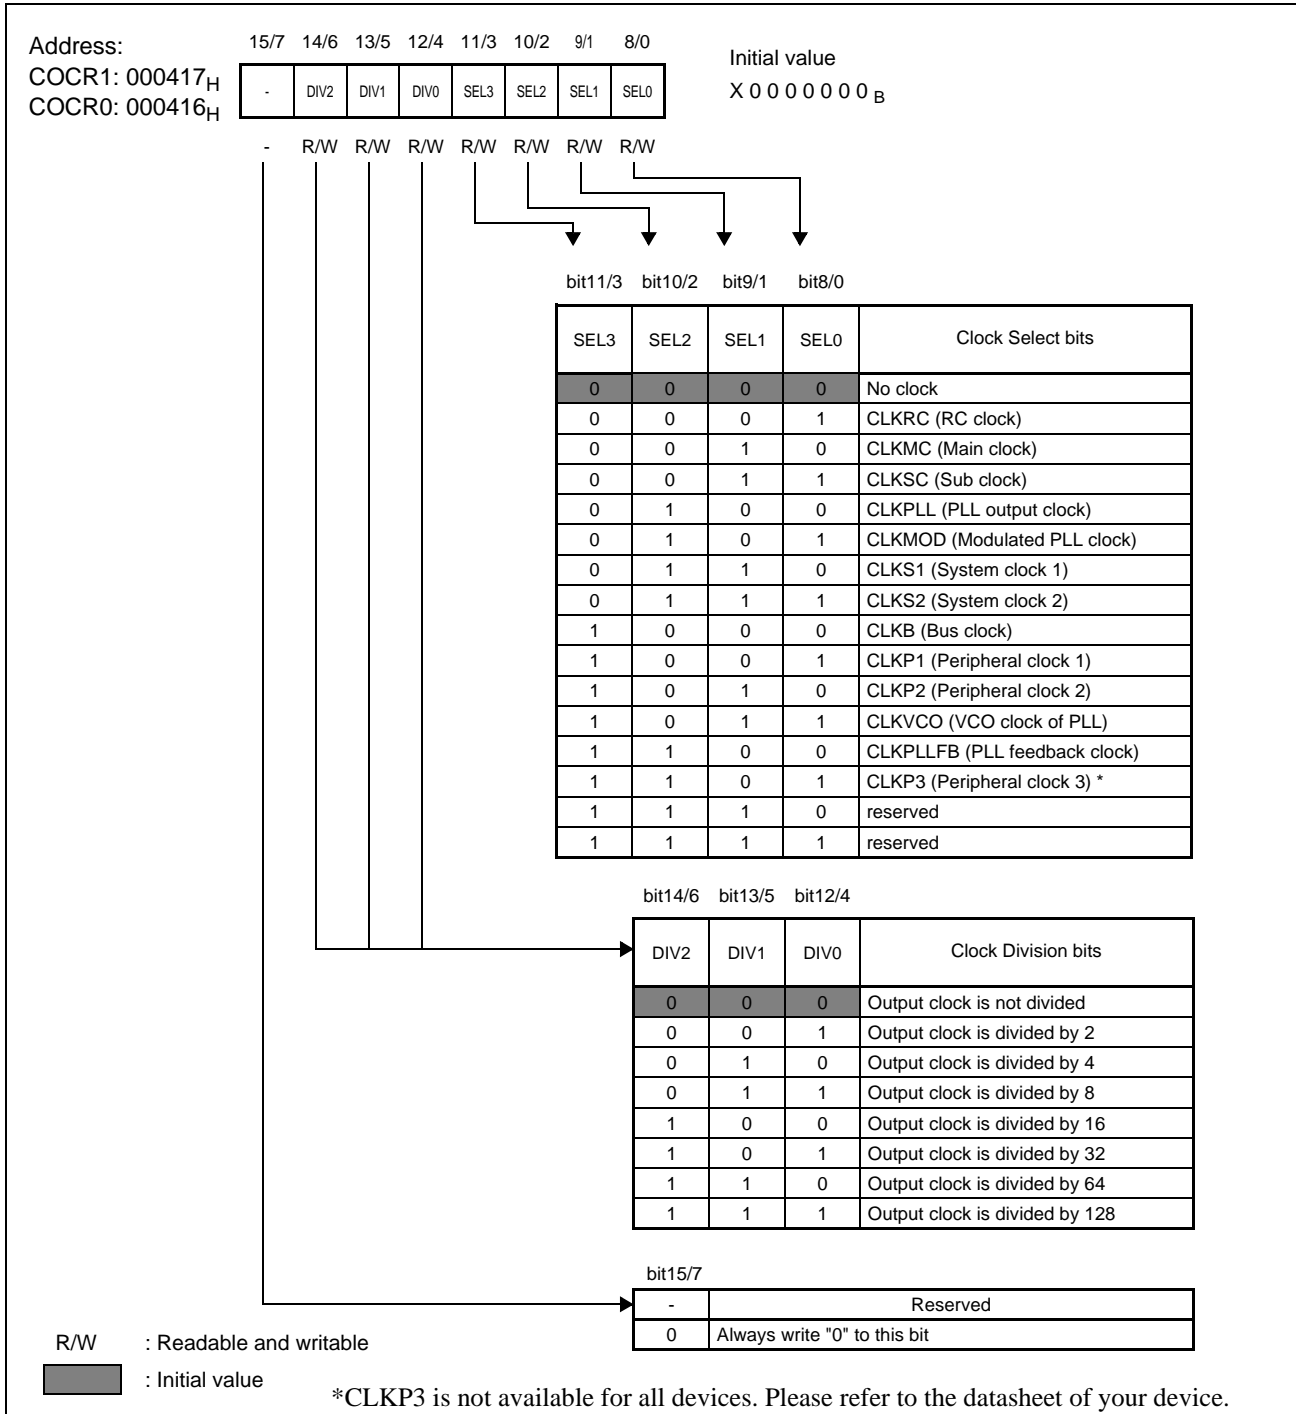 Address:
COCR1: 000417H
COCR0: 000416H
15/7 14/6 13/5 12/4 11/3 10/2 9/1 8/0
- DIV2 DIV1 DIV0 SEL3 SEL2 SEL1 SEL0
- R/W R/W R/W R/W R/W R/W R/W
Initial value
X 0 0 0 0 0 0 0 B
bit11/3 bit10/2 bit9/1 bit8/0
SEL3 SEL2 SEL1 SEL0 Clock Select bits
0 0 0 0 No clock
0 0 0 1 CLKRC (RC clock)
0 0 1 0 CLKMC (Main clock)
0 0 1 1 CLKSC (Sub clock)
0 1 0 0 CLKPLL (PLL output clock)
0 1 0 1 CLKMOD (Modulated PLL clock)
0 1 1 0 CLKS1 (System clock 1)
0 1 1 1 CLKS2 (System clock 2)
1 0 0 0 CLKB (Bus clock)
1 0 0 1 CLKP1 (Peripheral clock 1)
1 0 1 0 CLKP2 (Peripheral clock 2)
1 0 1 1 CLKVCO (VCO clock of PLL)
1 1 0 0 CLKPLLFB (PLL feedback clock)
1 1 0 1 CLKP3 (Peripheral clock 3) *
1 1 1 0 reserved
1 1 1 1 reserved
bit14/6 bit13/5 bit12/4
DIV2 DIV1 DIV0 Clock Division bits
0 0 0 Output clock is not divided
0 0 1 Output clock is divided by 2
0 1 0 Output clock is divided by 4
0 1 1 Output clock is divided by 8
1 0 0 Output clock is divided by 16
1 0 1 Output clock is divided by 32
1 1 0 Output clock is divided by 64
1 1 1 Output clock is divided by 128
bit15/7
- Reserved
0 Always write "0" to this bit
R/W : Readable and writable
: Initial value
*CLKP3 is not available for all devices. Please refer to the datasheet of your device.